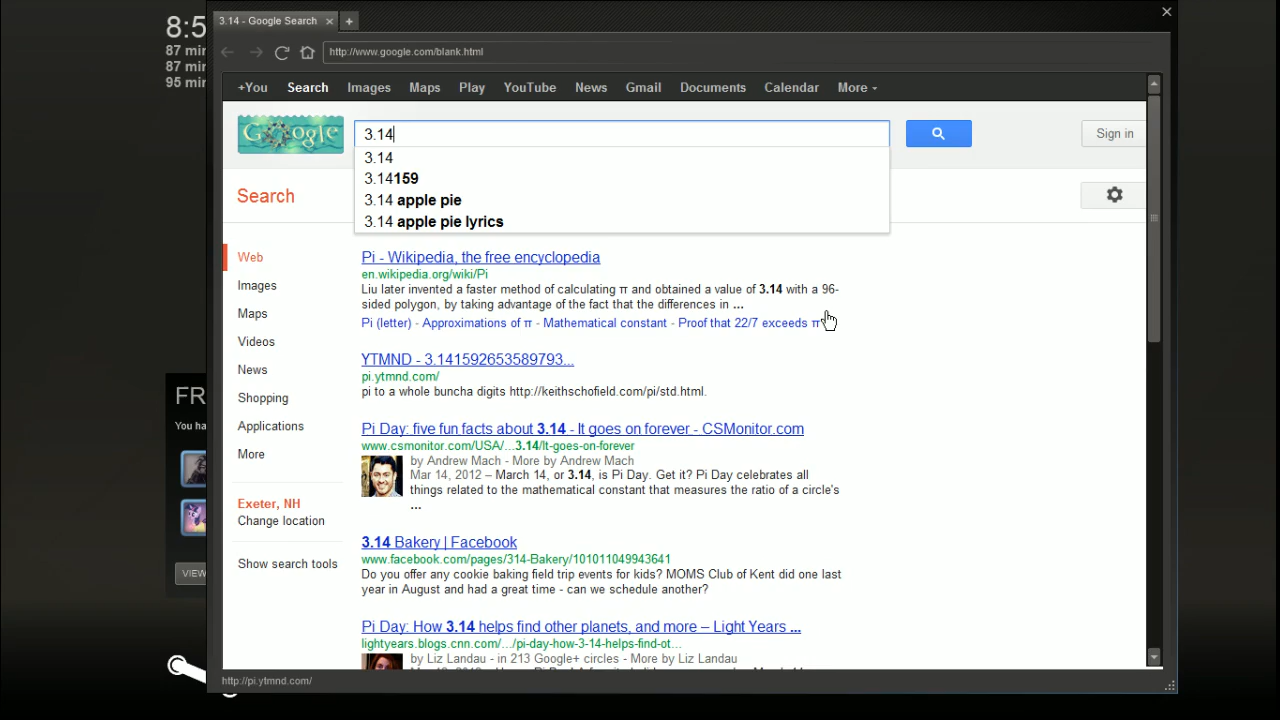 8:5
87 min
87 min
95 min
3.14 - Google Search
http://www.google.com/blank.html
+You Search Images Maps Play YouTube News Gmail Documents Calendar More
Google
3.14
Sign in
3.14
3.14159
3.14 apple pie
3.14 apple pie lyrics
Search
Web
Images
Maps
Videos
News
Shopping
Applications
More
Exeter, NH
Change location
Show search tools
Pi - Wikipedia, the free encyclopedia
en.wikipedia.org/wiki/Pi
Liu later invented a faster method of calculating π and obtained a value of 3.14 with a 96-
sided polygon, by taking advantage of the fact that the differences in ...
Pi (letter) - Approximations of π - Mathematical constant - Proof that 22/7 exceeds π
YTMND - 3.141592653589793...
pi.ytmnd.com/
pi to a whole buncha digits http://keithschofield.com/pi/std.html.
Pi Day: five fun facts about 3.14 - It goes on forever - CSMonitor.com
www.csmonitor.com/USA/...3.14/It-goes-on-forever
by Andrew Mach - More by Andrew Mach
Mar 14, 2012 – March 14, or 3.14, is Pi Day. Get it? Pi Day celebrates all
things related to the mathematical constant that measures the ratio of a circle's
...
3.14 Bakery | Facebook
www.facebook.com/pages/314-Bakery/101011049943641
Do you offer any cookie baking field trip events for kids? MOMS Club of Kent did one last
year in August and had a great time - can we schedule another?
Pi Day: How 3.14 helps find other planets, and more – Light Years ...
lightyears.blogs.cnn.com/.../pi-day-how-3-14-helps-find-ot...
by Liz Landau - in 213 Google+ circles - More by Liz Landau
FR
You ha
VIEW
http://pi.ytmnd.com/